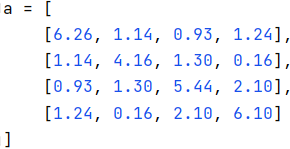 a = [
[6.26, 1.14, 0.93, 1.24],
[1.14, 4.16, 1.30, 0.16],
[0.93, 1.30, 5.44, 2.10],
[1.24, 0.16, 2.10, 6.10]
]